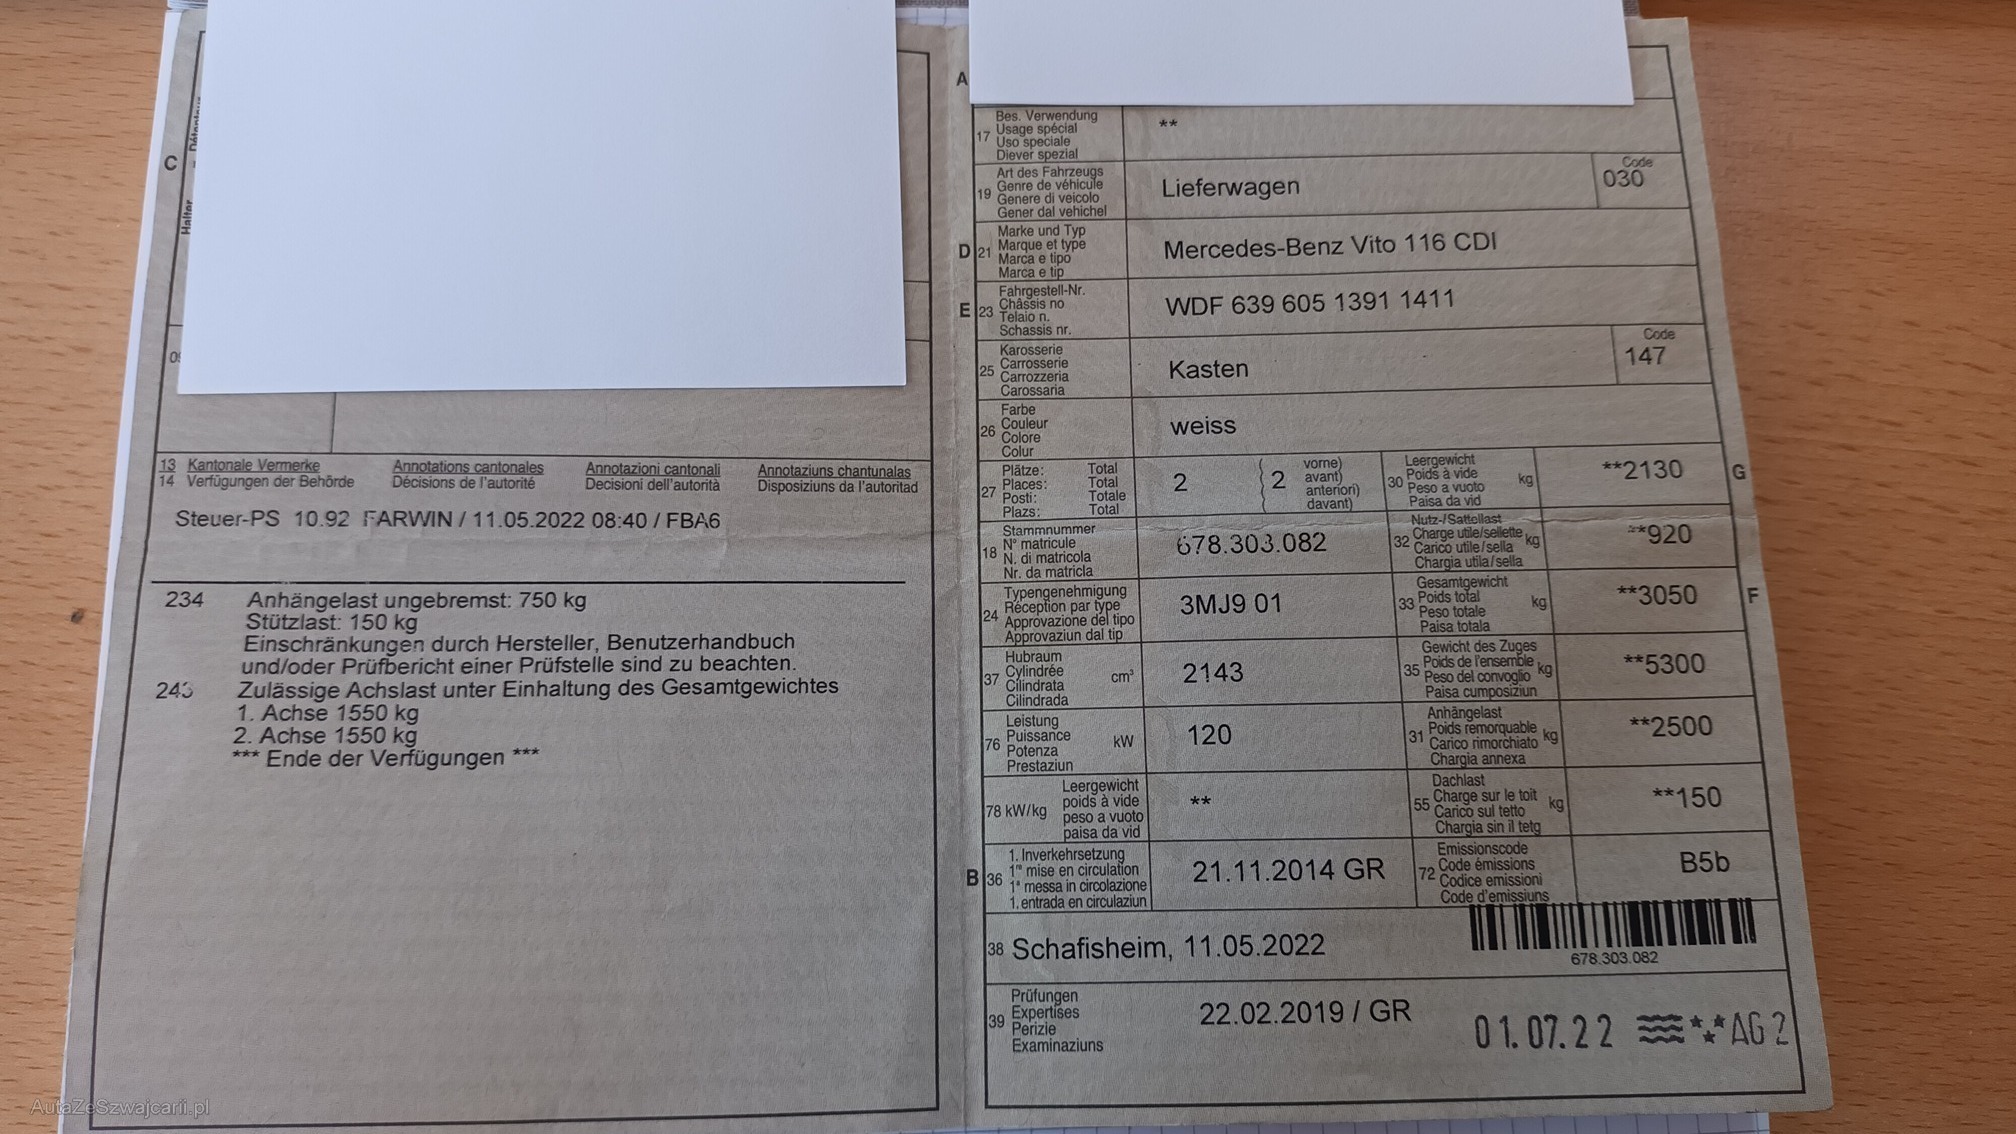 C
Halter - Détenteur
13 Kantonale Vermerke Annotations cantonales Annotazioni cantonali Annotaziuns chantunalas
14 Verfügungen der Behörde Décisions de l'autorité Decisioni dell'autorità Disposiziuns da l'autoritad
Steuer-PS 10.92 FARWIN / 11.05.2022 08:40 / FBA6
234 Anhängelast ungebremst: 750 kg
Stützlast: 150 kg
Einschränkungen durch Hersteller, Benutzerhandbuch
und/oder Prüfbericht einer Prüfstelle sind zu beachten.
243 Zulässige Achslast unter Einhaltung des Gesamtgewichtes
1. Achse 1550 kg
2. Achse 1550 kg
*** Ende der Verfügungen ***
A
17 Bes. Verwendung
Usage spécial
Uso speciale
Diever spezial
**
19 Art des Fahrzeugs
Genre de véhicule
Genere di veicolo
Gener dal vehichel
Lieferwagen
Code
030
D 21 Marke und Typ
Marque et type
Marca e tipo
Marca e tip
Mercedes-Benz Vito 116 CDI
E 23 Fahrgestell-Nr.
Châssis no
Telaio n.
Schassis nr.
WDF 639 605 1391 1411
25 Karosserie
Carrosserie
Carrozzeria
Carossaria
Kasten
Code
147
26 Farbe
Couleur
Colore
Colur
weiss
27 Plätze: Total
Places: Total
Posti: Totale
Plazs: Total
2 ( 2 vorne)
avant)
anteriori)
davant)
30 Leergewicht
Poids à vide
Peso a vuoto
Paisa da vid
kg
**2130
G
18 Stammnummer
N° matricule
N. di matricola
Nr. da matricla
678.303.082
32 Nutz-/Sattellast
Charge utile/sellette
Carico utile/sella
Chargia utila/sella
kg
**920
24 Typengenehmigung
Réception par type
Approvazione del tipo
Approvaziun dal tip
3MJ9 01
33 Gesamtgewicht
Poids total
Peso totale
Paisa totala
kg
**3050
F
37 Hubraum
Cylindrée
Cilindrata
Cilindrada
cm³
2143
35 Gewicht des Zuges
Poids de l'ensemble
Peso del convoglio
Paisa cumposiziun
kg
**5300
76 Leistung
Puissance
Potenza
Prestaziun
kW
120
31 Anhängelast
Poids remorquable
Carico rimorchiato
Chargia annexa
kg
**2500
78 kW/kg Leergewicht
poids à vide
peso a vuoto
paisa da vid
**
55 Dachlast
Charge sur le toit
Carico sul tetto
Chargia sin il tetg
kg
**150
B 36 1. Inverkehrsetzung
1re mise en circulation
1a messa in circolazione
1. entrada en circulaziun
21.11.2014 GR
72 Emissionscode
Code émissions
Codice emissioni
Code d'emissiuns
B5b
38 Schafisheim, 11.05.2022
678.303.082
39 Prüfungen
Expertises
Perizie
Examinaziuns
22.02.2019 / GR
01.07.22 AG 2
AutaZeSzwajcarii.pl